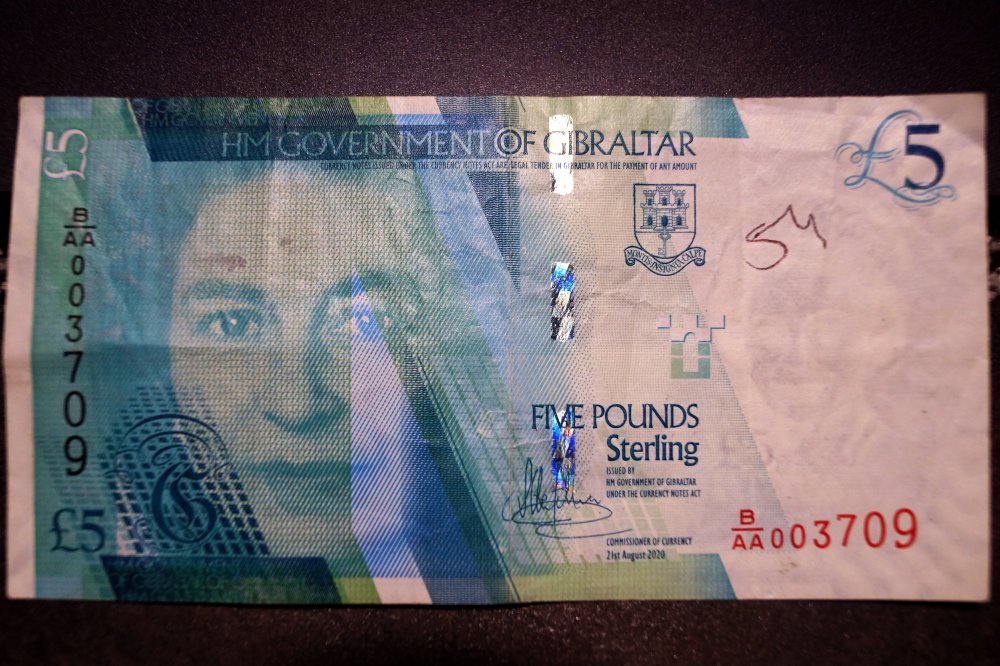 HM GOVERNMENT OF GIBRALTAR
CURRENCY NOTES ISSUED UNDER THE CURRENCY NOTES ACT ARE LEGAL TENDER IN GIBRALTAR FOR THE PAYMENT OF ANY AMOUNT
£5
£5
B/AA 003709
MONTIS INSIGNIA CALPE
FIVE POUNDS
Sterling
ISSUED BY
HM GOVERNMENT OF GIBRALTAR
UNDER THE CURRENCY NOTES ACT
COMMISSIONER OF CURRENCY
21st August 2020
£5
B/AA 003709